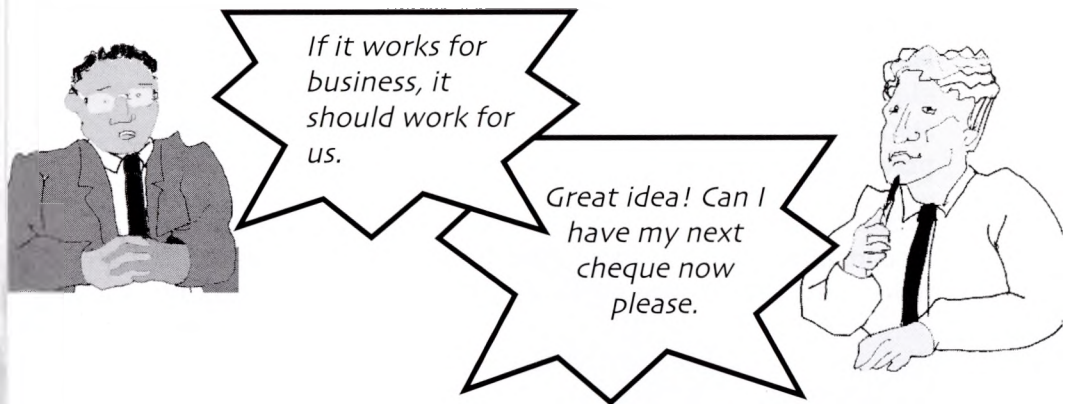 If it works for
business, it
should work for
us.
Great idea! Can I
have my next
cheque now
please.